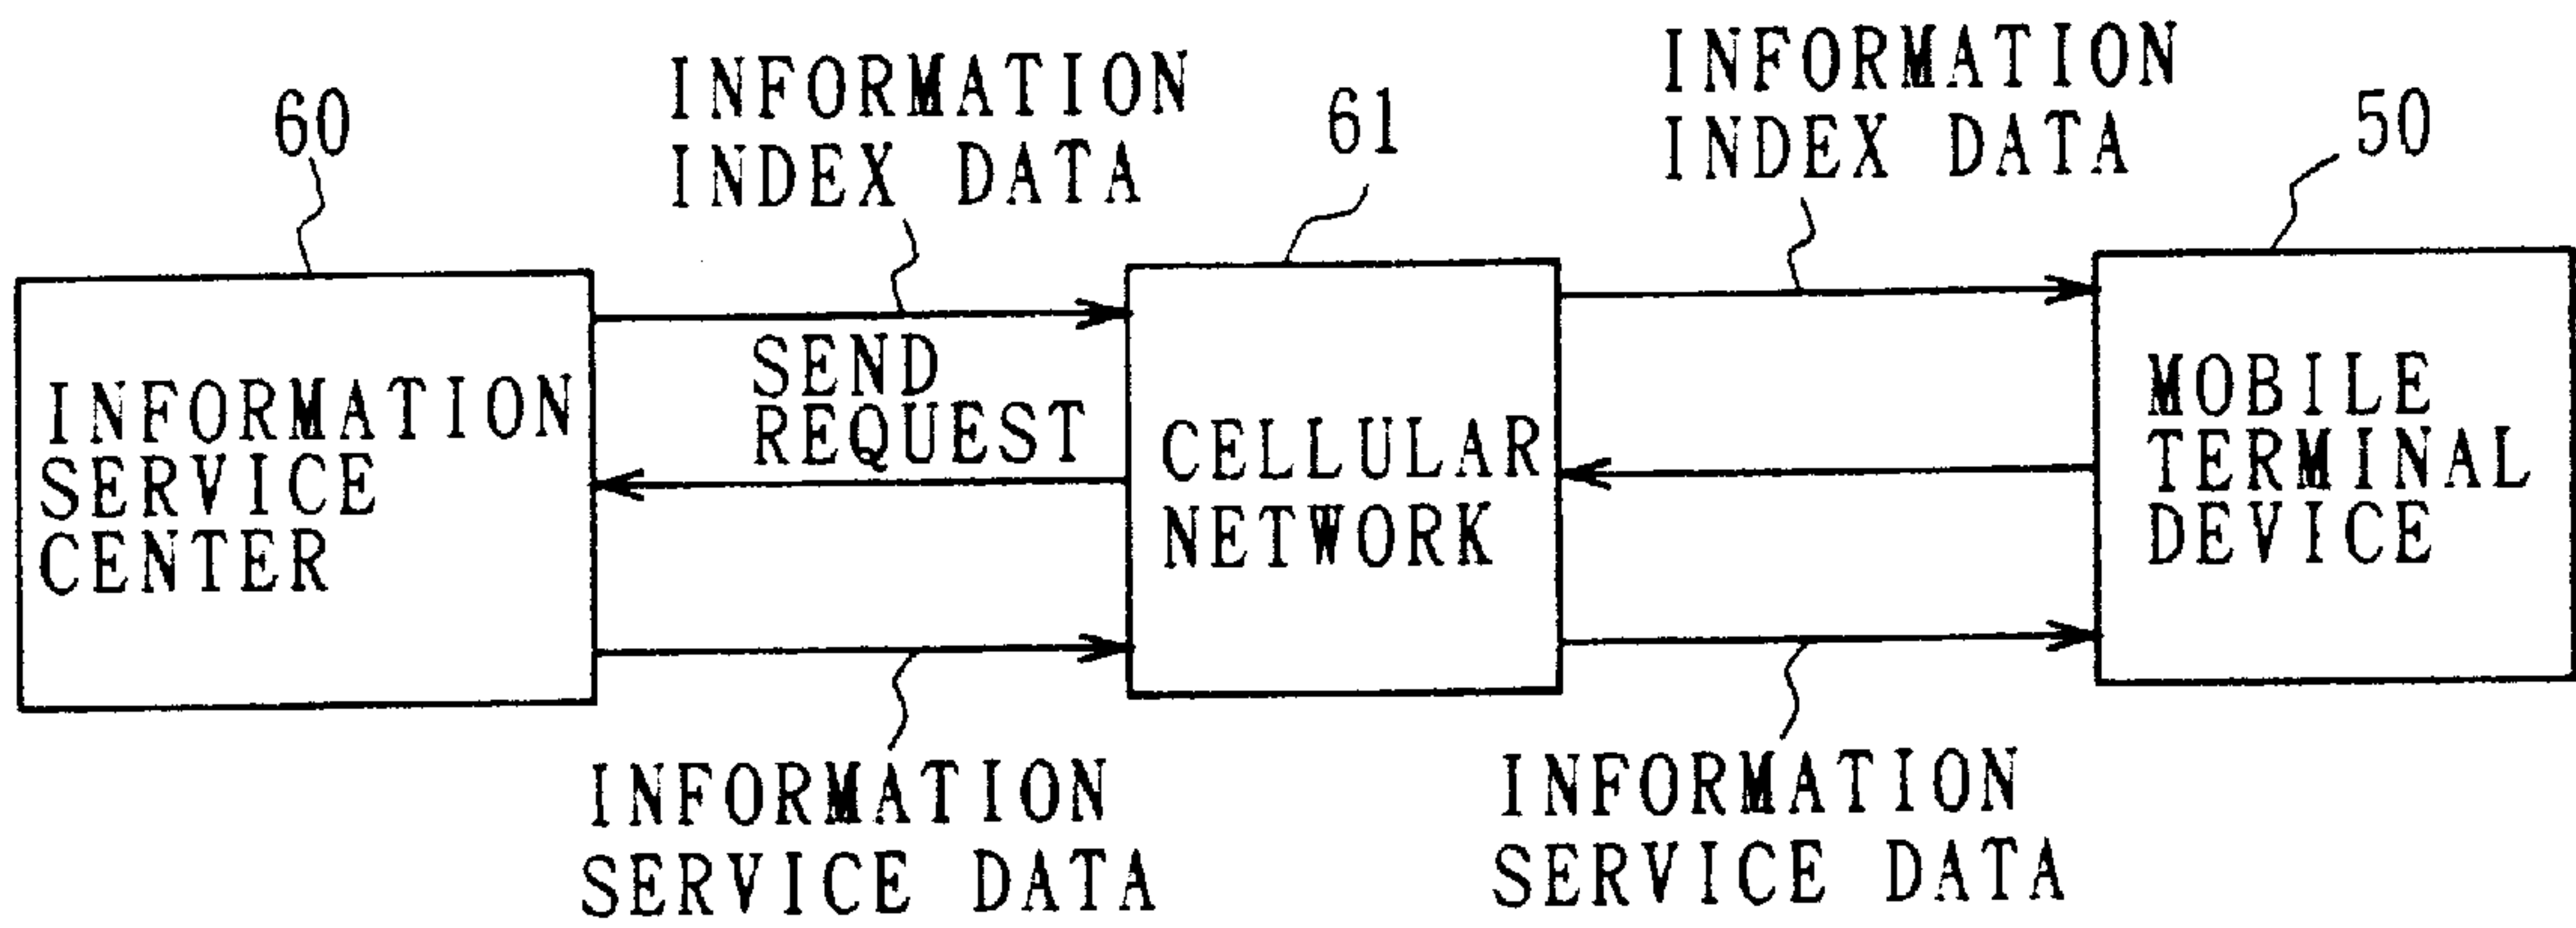 60
INFORMATION
INDEX DATA
61
INFORMATION
INDEX DATA
50
INFORMATION
SERVICE
CENTER
SEND
REQUEST
CELLULAR
NETWORK
MOBILE
TERMINAL
DEVICE
INFORMATION
SERVICE DATA
INFORMATION
SERVICE DATA